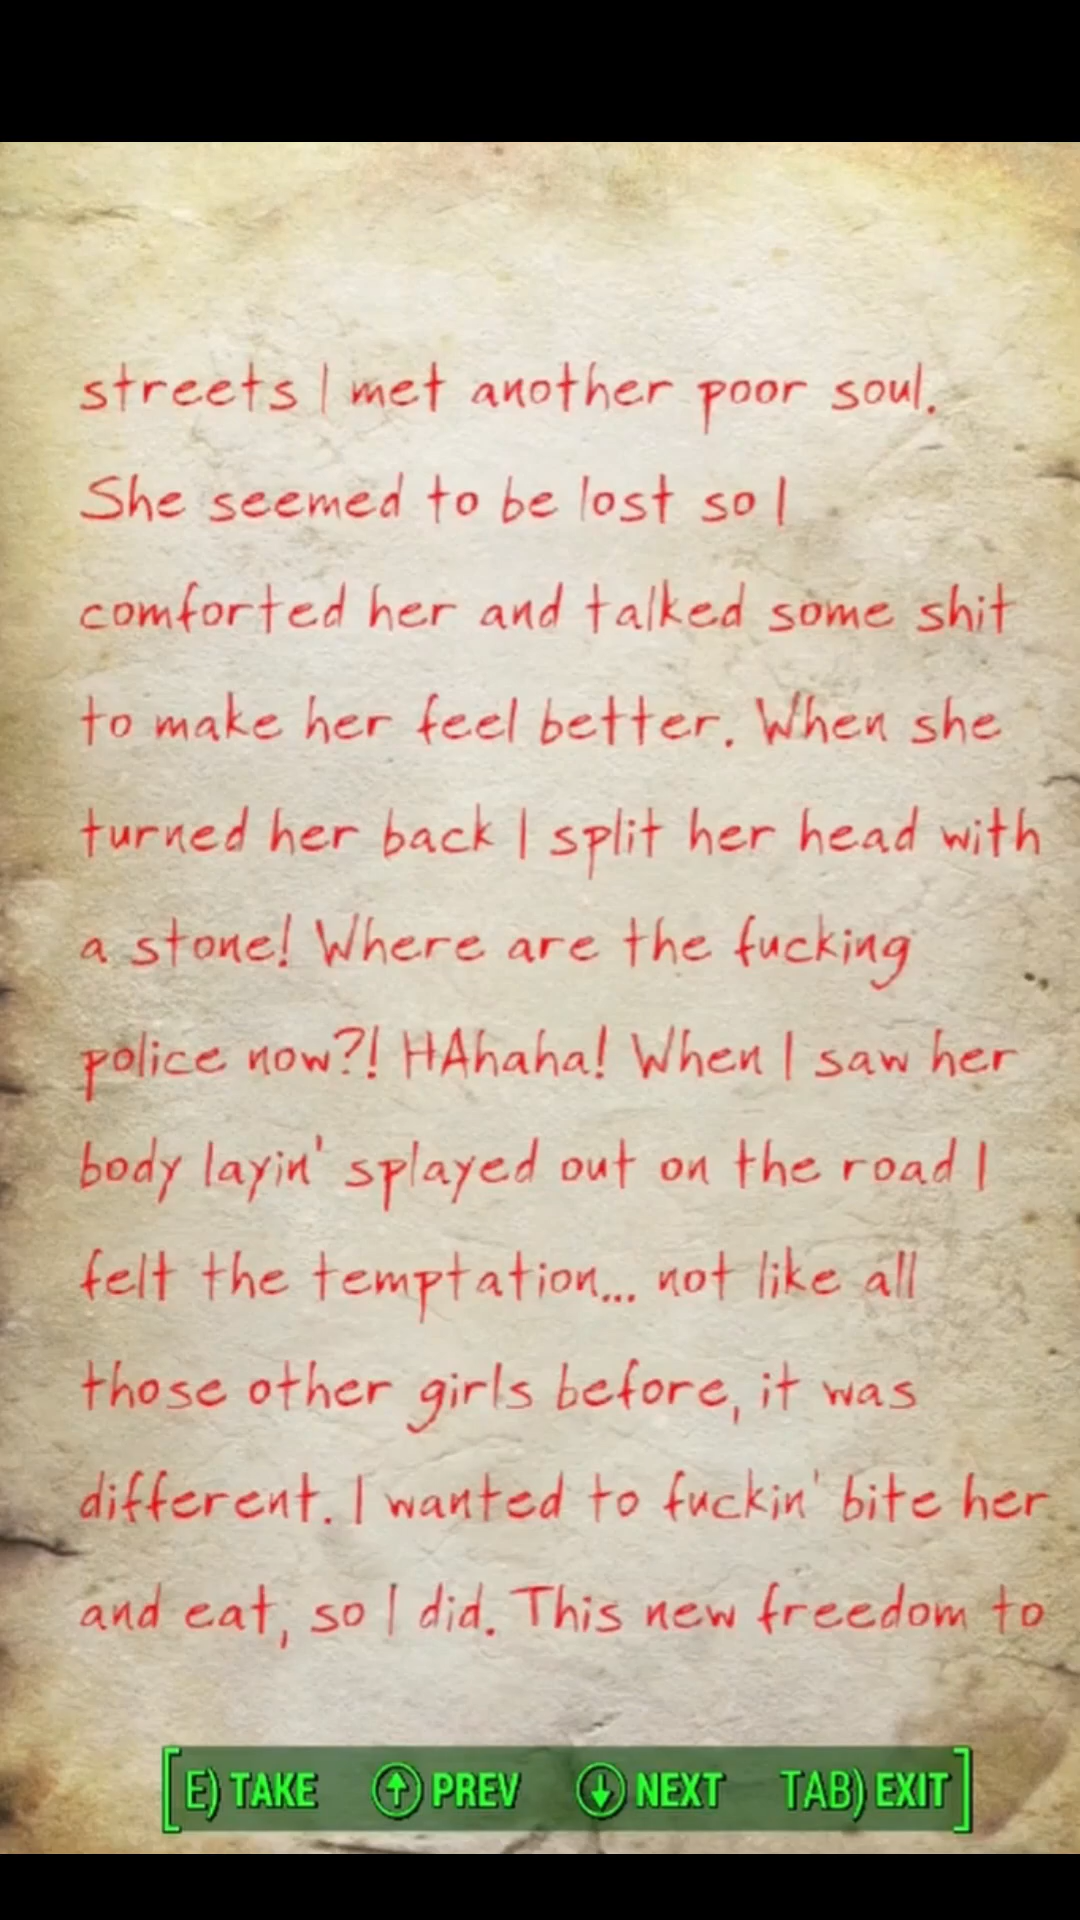 streets I met another poor soul.
She seemed to be lost so I
comforted her and talked some shit
to make her feel better. When she
turned her back I split her head with
a stone! Where are the fucking
police now?! HAhaha! When I saw her
body layin' splayed out on the road I
felt the temptation... not like all
those other girls before, it was
different. I wanted to fuckin' bite her
and eat, so I did. This new freedom to
E) TAKE PREV NEXT TAB) EXIT